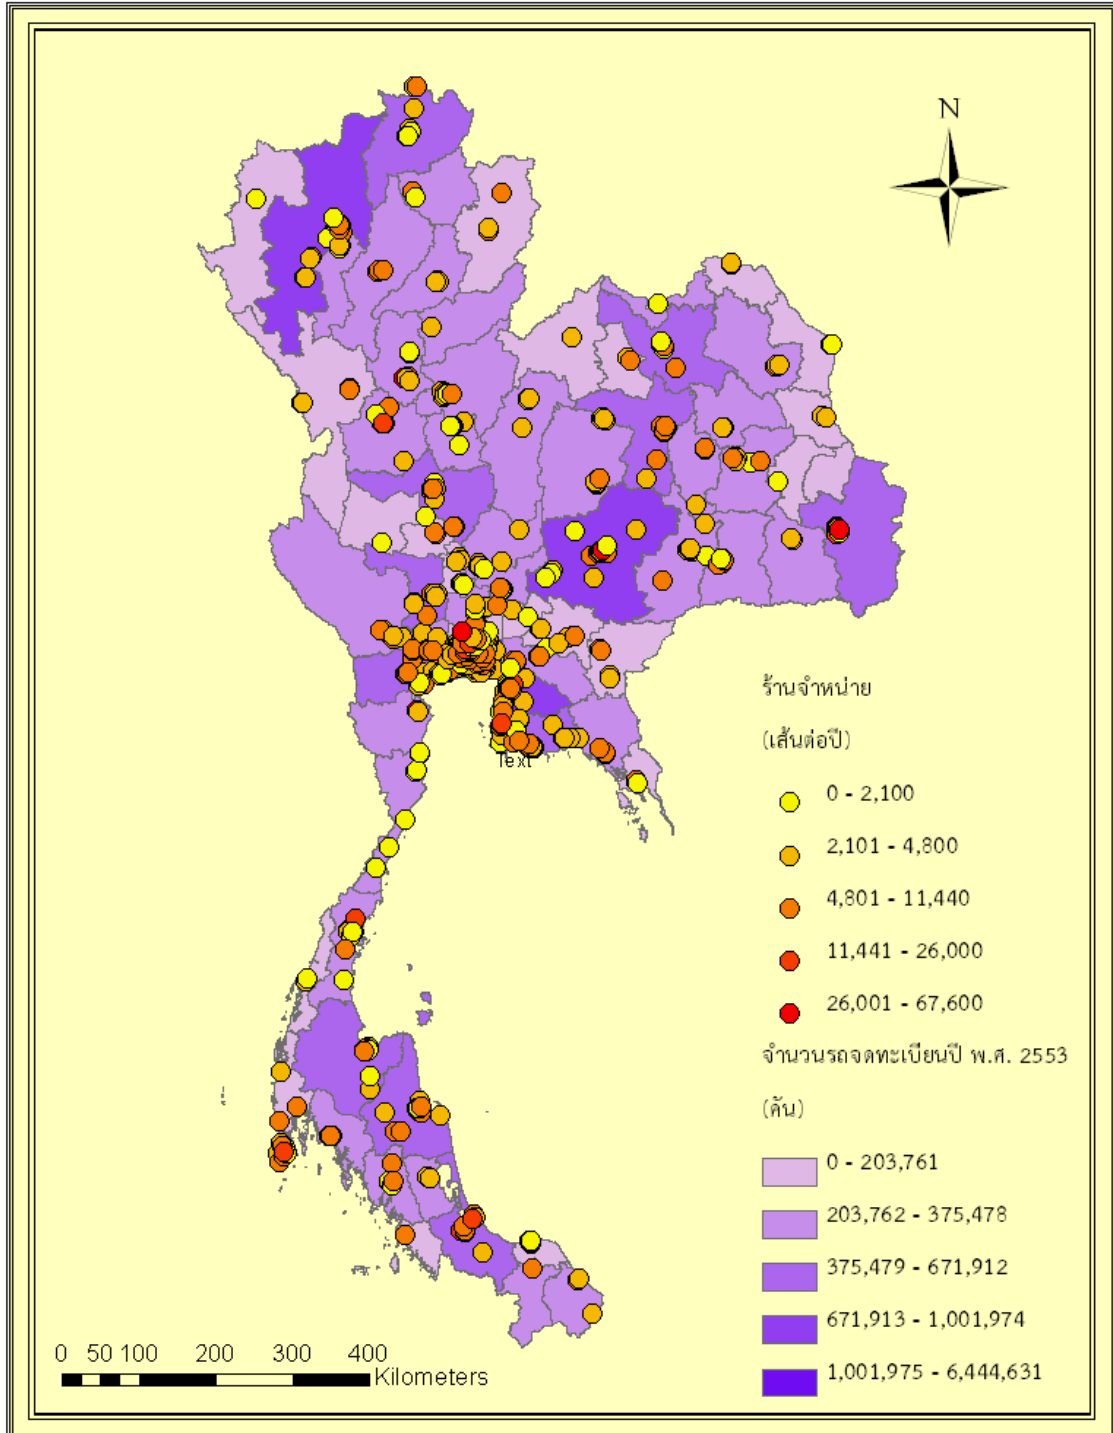 N
Text
ร้านจำหน่าย
(เส้นต่อปี)
0 - 2,100
2,101 - 4,800
4,801 - 11,440
11,441 - 26,000
26,001 - 67,600
จำนวนรถจดทะเบียนปี พ.ศ. 2553
(คัน)
0 - 203,761
203,762 - 375,478
375,479 - 671,912
671,913 - 1,001,974
1,001,975 - 6,444,631
0 50 100 200 300 400
Kilometers